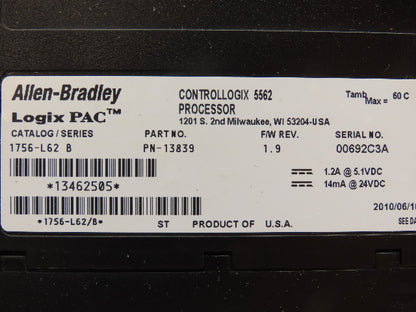 Allen-Bradley
Logix PAC™
CONTROLLOGIX 5562
PROCESSOR
1201 S. 2nd Milwaukee, WI 53204-USA
Tamb Max = 60 C
CATALOG / SERIES PART NO. F/W REV. SERIAL NO.
1756-L62 B PN-13839 1.9 00692C3A
1.2A @ 5.1VDC
14mA @ 24VDC
*13462505*
*1756-L62/B* ST PRODUCT OF U.S.A.
SEE